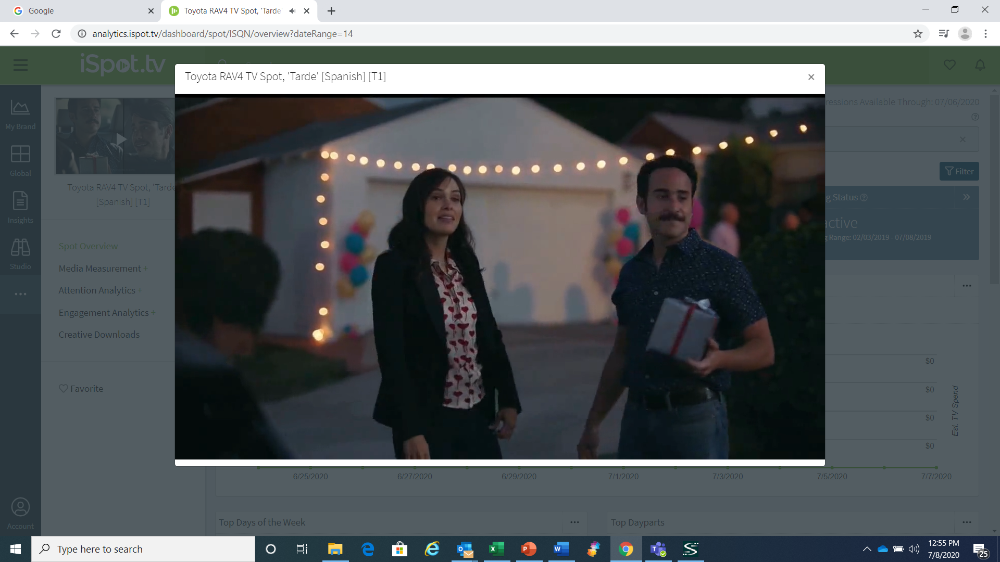 Google
Toyota RAV4 TV Spot, 'Tarde'
analytics.ispot.tv/dashboard/spot/ISQN/overview?dateRange=14
iSpot.tv
Toyota RAV4 TV Spot, 'Tarde' [Spanish] [T1]
ressions Available Through: 07/06/2020
My Brand
Global
Insights
Studio
Account
Toyota RAV4 TV Spot, 'Tarde
[Spanish] [T1]
Spot Overview
Media Measurement +
Attention Analytics +
Engagement Analytics +
Creative Downloads
Favorite
Filter
g Status
active
g Range: 02/03/2019 - 07/08/2019
$0
$0
$0
$0
Est. TV Spend
6/25/2020
6/27/2020
6/29/2020
7/1/2020
7/3/2020
7/5/2020
7/7/2020
Top Days of the Week
Top Dayparts
Type here to search
12:55 PM
7/8/2020
25